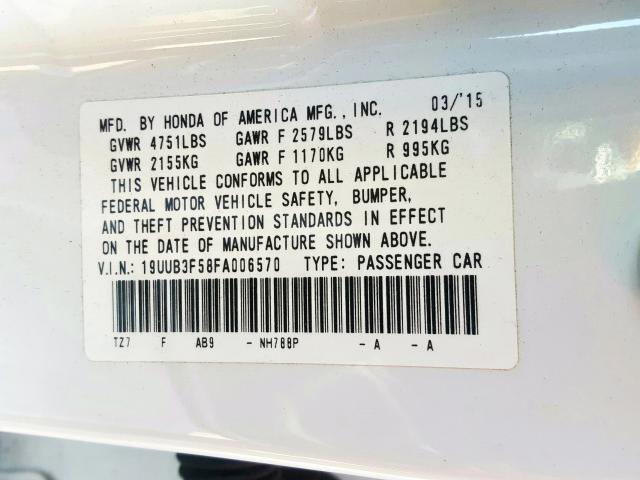 MFD. BY HONDA OF AMERICA MFG., INC. 03/'15
GVWR 4751LBS GAWR F 2579LBS R 2194LBS
GVWR 2155KG GAWR F 1170KG R 995KG
THIS VEHICLE CONFORMS TO ALL APPLICABLE
FEDERAL MOTOR VEHICLE SAFETY, BUMPER,
AND THEFT PREVENTION STANDARDS IN EFFECT
ON THE DATE OF MANUFACTURE SHOWN ABOVE.
V.I.N.: 19UUB3F58FA006570 TYPE: PASSENGER CAR
TZ7 F AB9 - NH788P - A - A